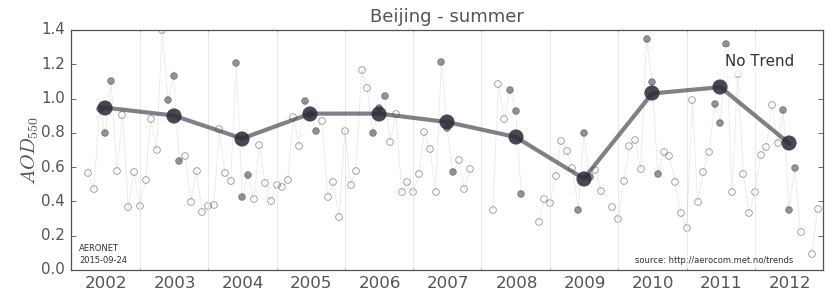 Beijing - summer
1.4
1.2
1.0
0.8
0.6
0.4
0.2
0.0
AOD550
No Trend
AERONET
2015-09-24
source: http://aerocom.met.no/trends
2002 2003 2004 2005 2006 2007 2008 2009 2010 2011 2012